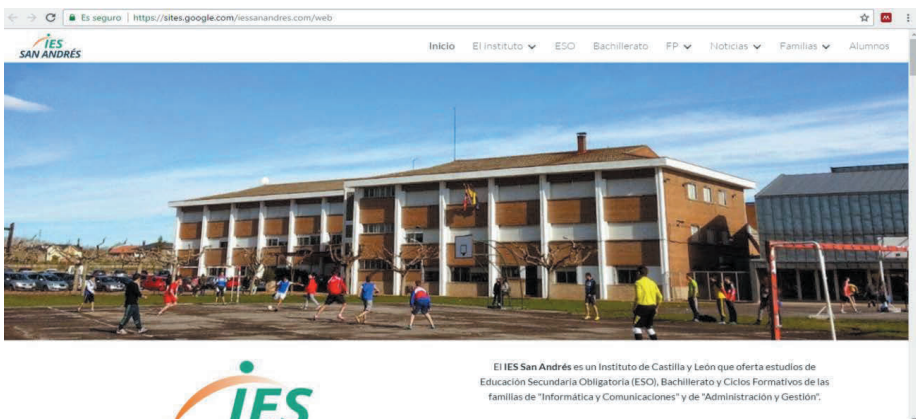 Es seguro | https://sites.google.com/iessanandres.com/web
IES
SAN ANDRÉS
Inicio El instituto ESO Bachillerato FP Noticias Familias Alumnos
IES
El IES San Andrés es un Instituto de Castilla y León que oferta estudios de
Educación Secundaria Obligatoria (ESO), Bachillerato y Ciclos Formativos de las
familias de "Informática y Comunicaciones" y de "Administración y Gestión".